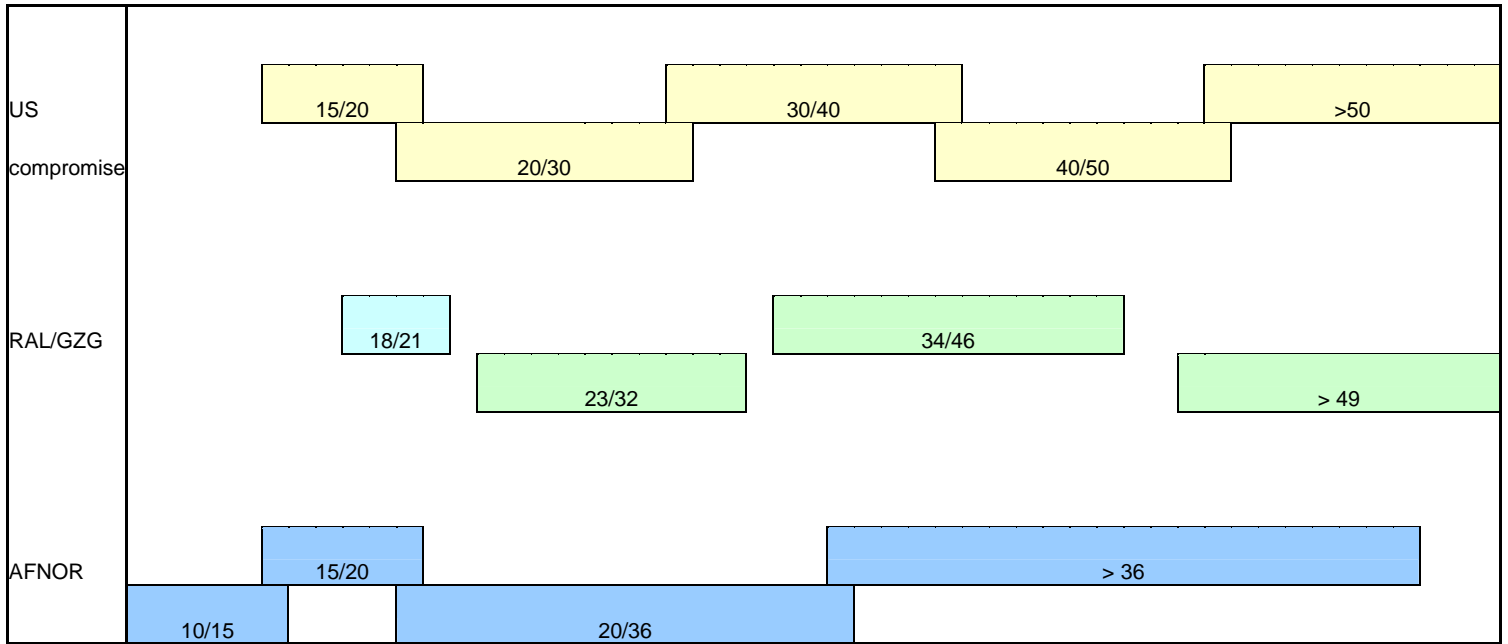 US 15/20 30/40 >50
compromise 20/30 40/50
RAL/GZG 18/21 34/46
23/32 > 49
AFNOR 15/20 > 36
10/15 20/36